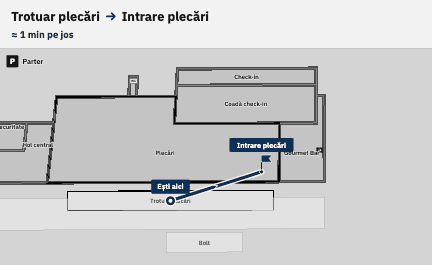 Trotuar plecări → Intrare plecări
≈ 1 min pe jos
P Parter
Check-in
Coadă check-in
ecuritate
Hol central
Plecări
Intrare plecări
Gourmet Bar
Ești aici
Bolt